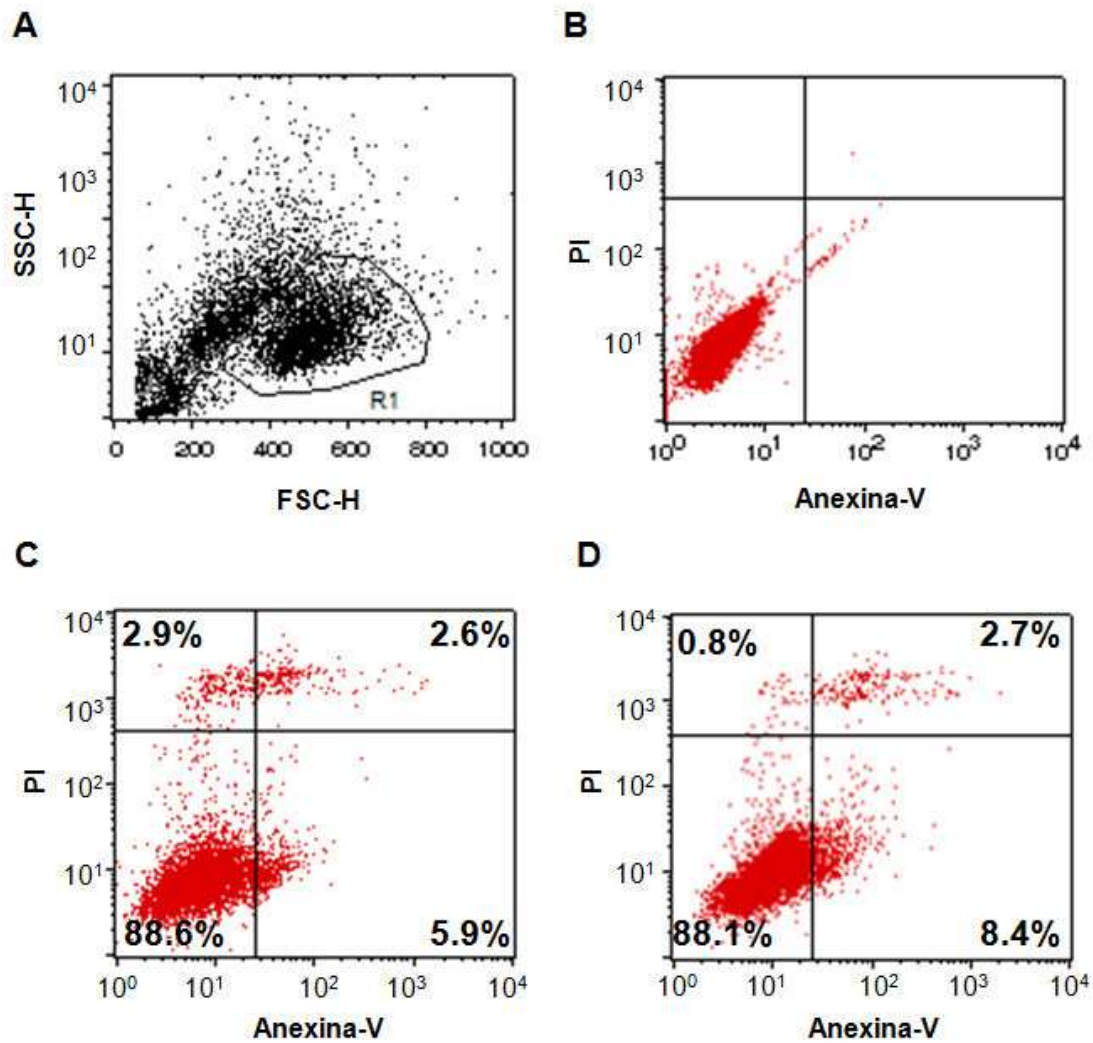 A
SSC-H
10⁴
10³
10²
10¹
R1
0 200 400 600 800 1000
FSC-H
B
PI
10⁴
10³
10²
10¹
10⁰ 10¹ 10² 10³ 10⁴
Anexina-V
C
PI
10⁴
10³
10²
10¹
2.9% 2.6%
88.6% 5.9%
10⁰ 10¹ 10² 10³ 10⁴
Anexina-V
D
PI
10⁴
10³
10²
10¹
0.8% 2.7%
88.1% 8.4%
10⁰ 10¹ 10² 10³ 10⁴
Anexina-V